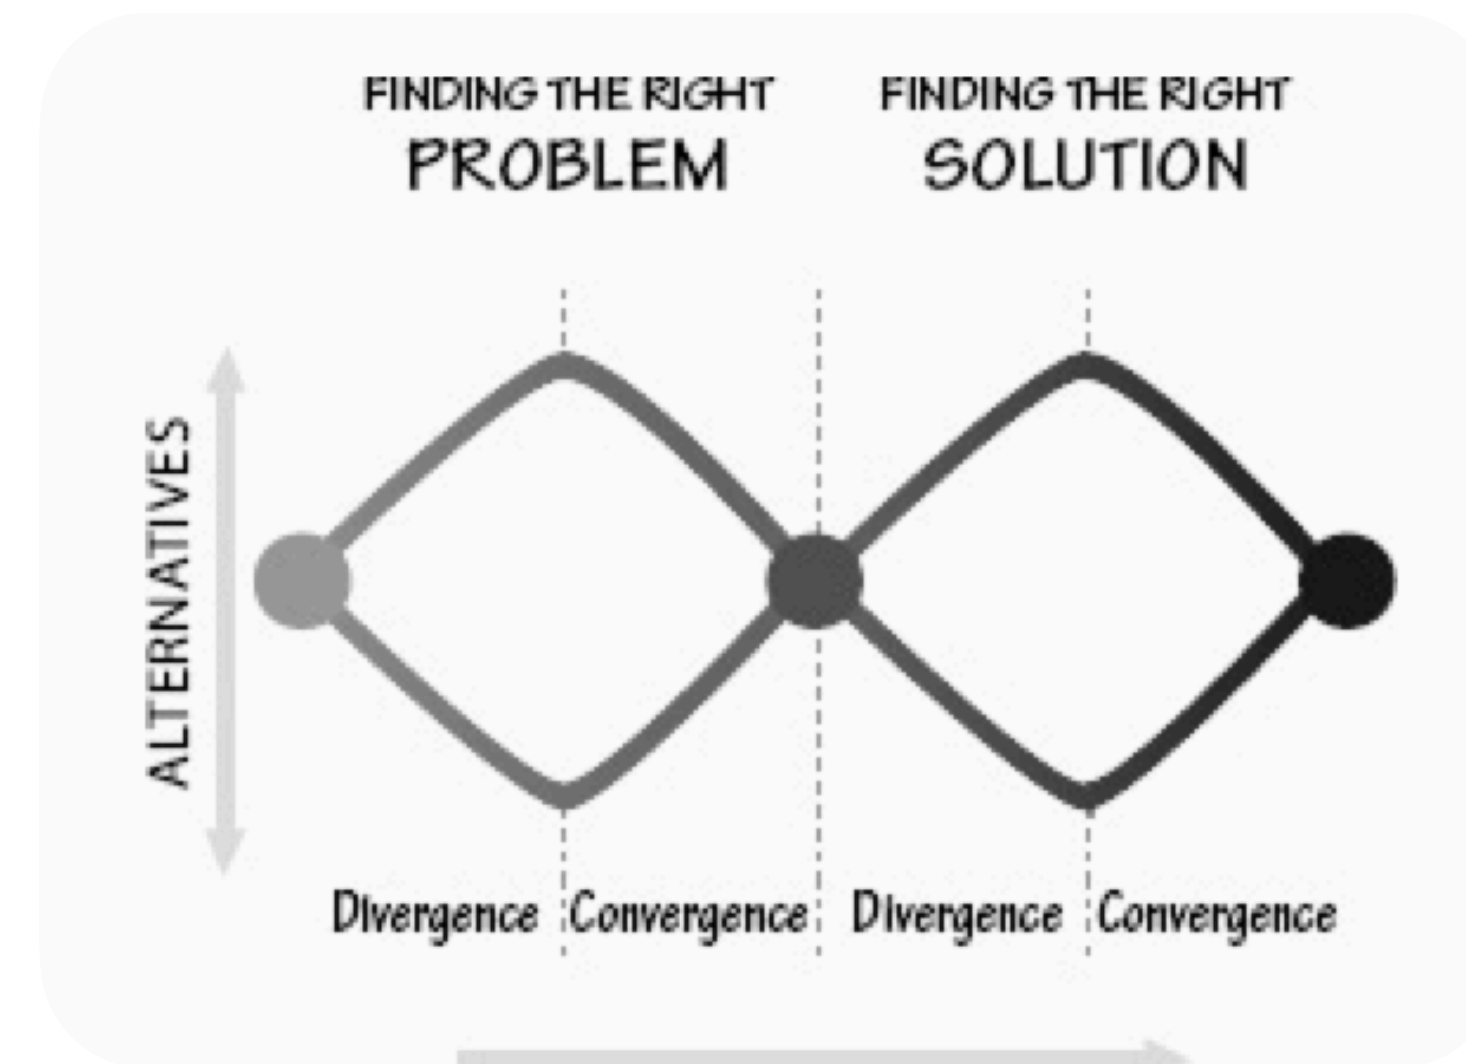 FINDING THE RIGHT
PROBLEM
FINDING THE RIGHT
SOLUTION
ALTERNATIVES
Divergence
Convergence
Divergence
Convergence